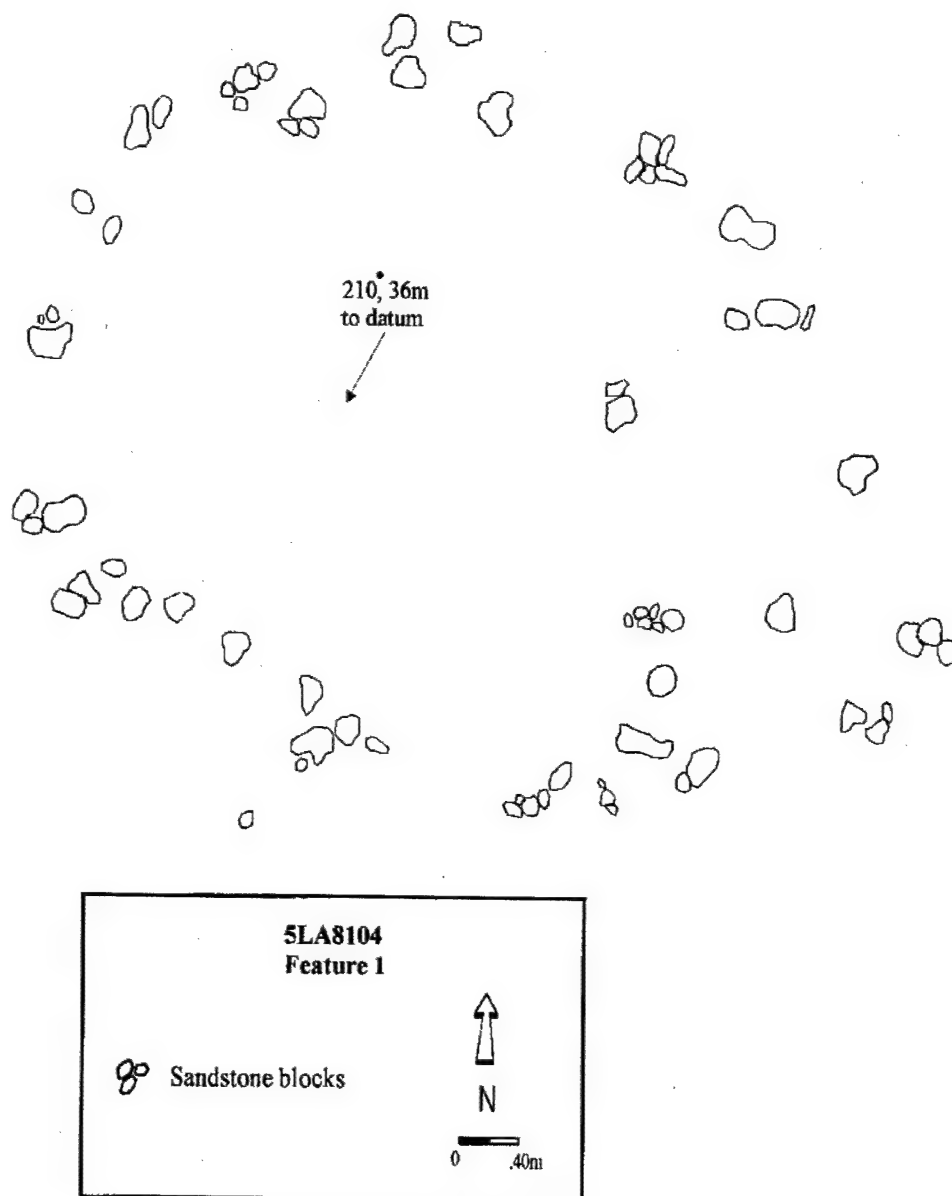 210°, 36m
to datum
5LA8104
Feature 1
Sandstone blocks
N
0 .40m